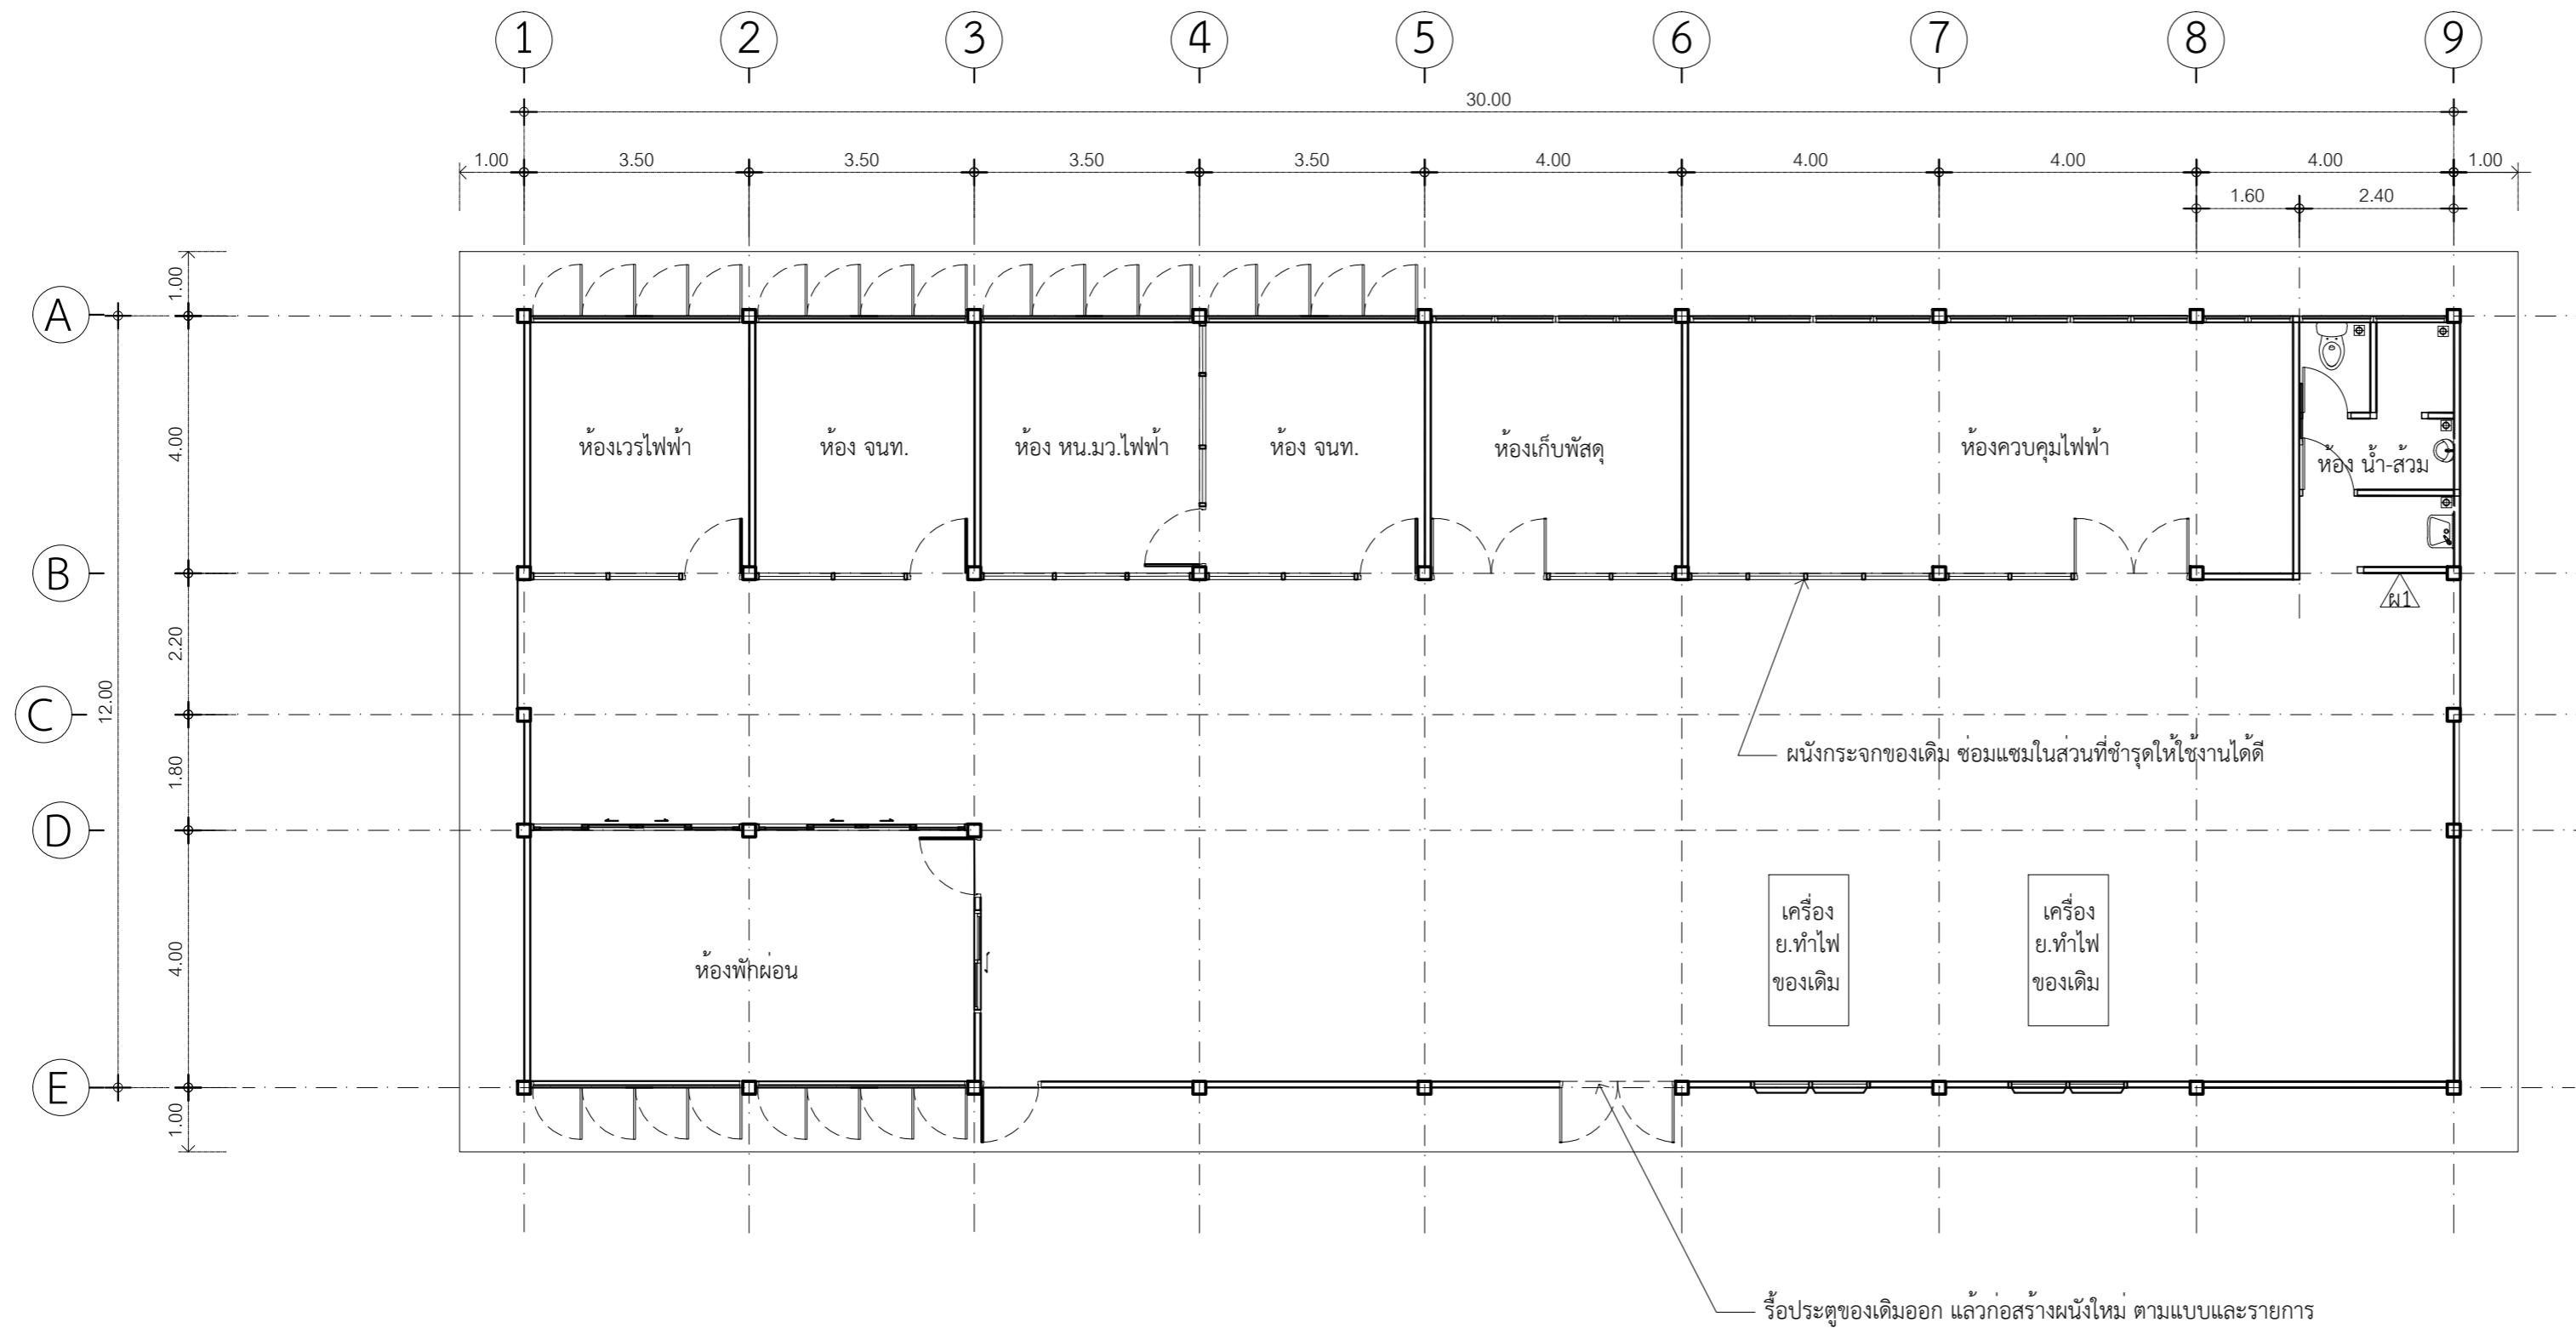 1 2 3 4 5 6 7 8 9
30.00
1.00 3.50 3.50 3.50 3.50 4.00 4.00 4.00 4.00 1.00
1.60 2.40
1.00
A
4.00
ห้องเวรไฟฟ้า
ห้อง จนท.
ห้อง หน.มว.ไฟฟ้า
ห้อง จนท.
ห้องเก็บพัสดุ
ห้องควบคุมไฟฟ้า
ห้อง น้ำ-ส้วม
B
ผ1
2.20
12.00
C
ผนังกระจกของเดิม ซ่อมแซมในส่วนที่ชำรุดให้ใช้งานได้ดี
1.80
D
4.00
ห้องพักผ่อน
เครื่อง
ย.ทำไฟ
ของเดิม
เครื่อง
ย.ทำไฟ
ของเดิม
E
1.00
รื้อประตูของเดิมออก แล้วก่อสร้างผนังใหม่ ตามแบบและรายการ